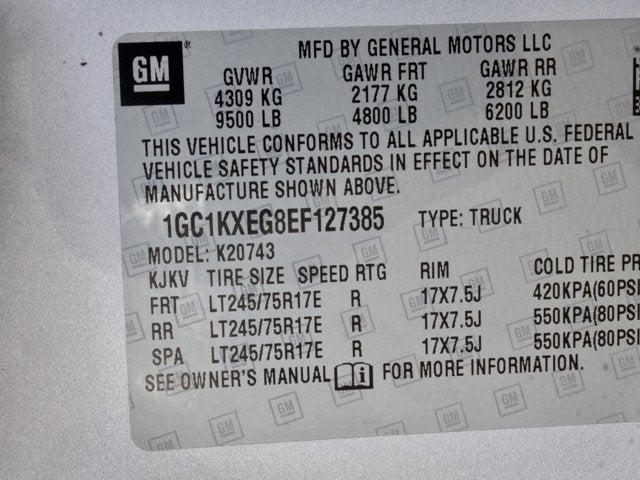 GM ®
MFD BY GENERAL MOTORS LLC
GVWR GAWR FRT GAWR RR
4309 KG 2177 KG 2812 KG
9500 LB 4800 LB 6200 LB
THIS VEHICLE CONFORMS TO ALL APPLICABLE U.S. FEDERAL
VEHICLE SAFETY STANDARDS IN EFFECT ON THE DATE OF
MANUFACTURE SHOWN ABOVE.
1GC1KXEG8EF127385 TYPE: TRUCK
MODEL: K20743
KJKV TIRE SIZE SPEED RTG RIM COLD TIRE PR
FRT LT245/75R17E R 17X7.5J 420KPA(60PSI
RR LT245/75R17E R 17X7.5J 550KPA(80PSI
SPA LT245/75R17E R 17X7.5J 550KPA(80PSI
SEE OWNER'S MANUAL i FOR MORE INFORMATION.